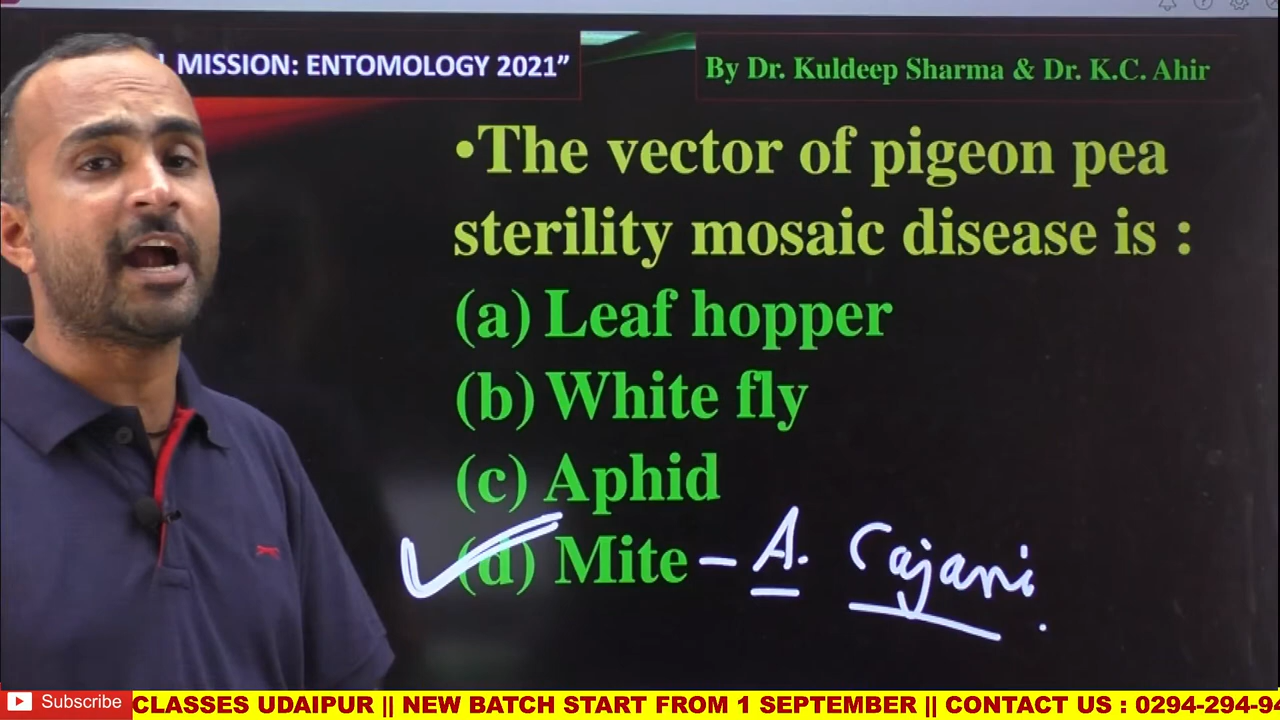 MISSION: ENTOMOLOGY 2021”
By Dr. Kuldeep Sharma & Dr. K.C. Ahir
•The vector of pigeon pea
sterility mosaic disease is :
(a) Leaf hopper
(b) White fly
(c) Aphid
(d) Mite – A. Cajani.
Subscribe
CLASSES UDAIPUR || NEW BATCH START FROM 1 SEPTEMBER || CONTACT US : 0294-294-94